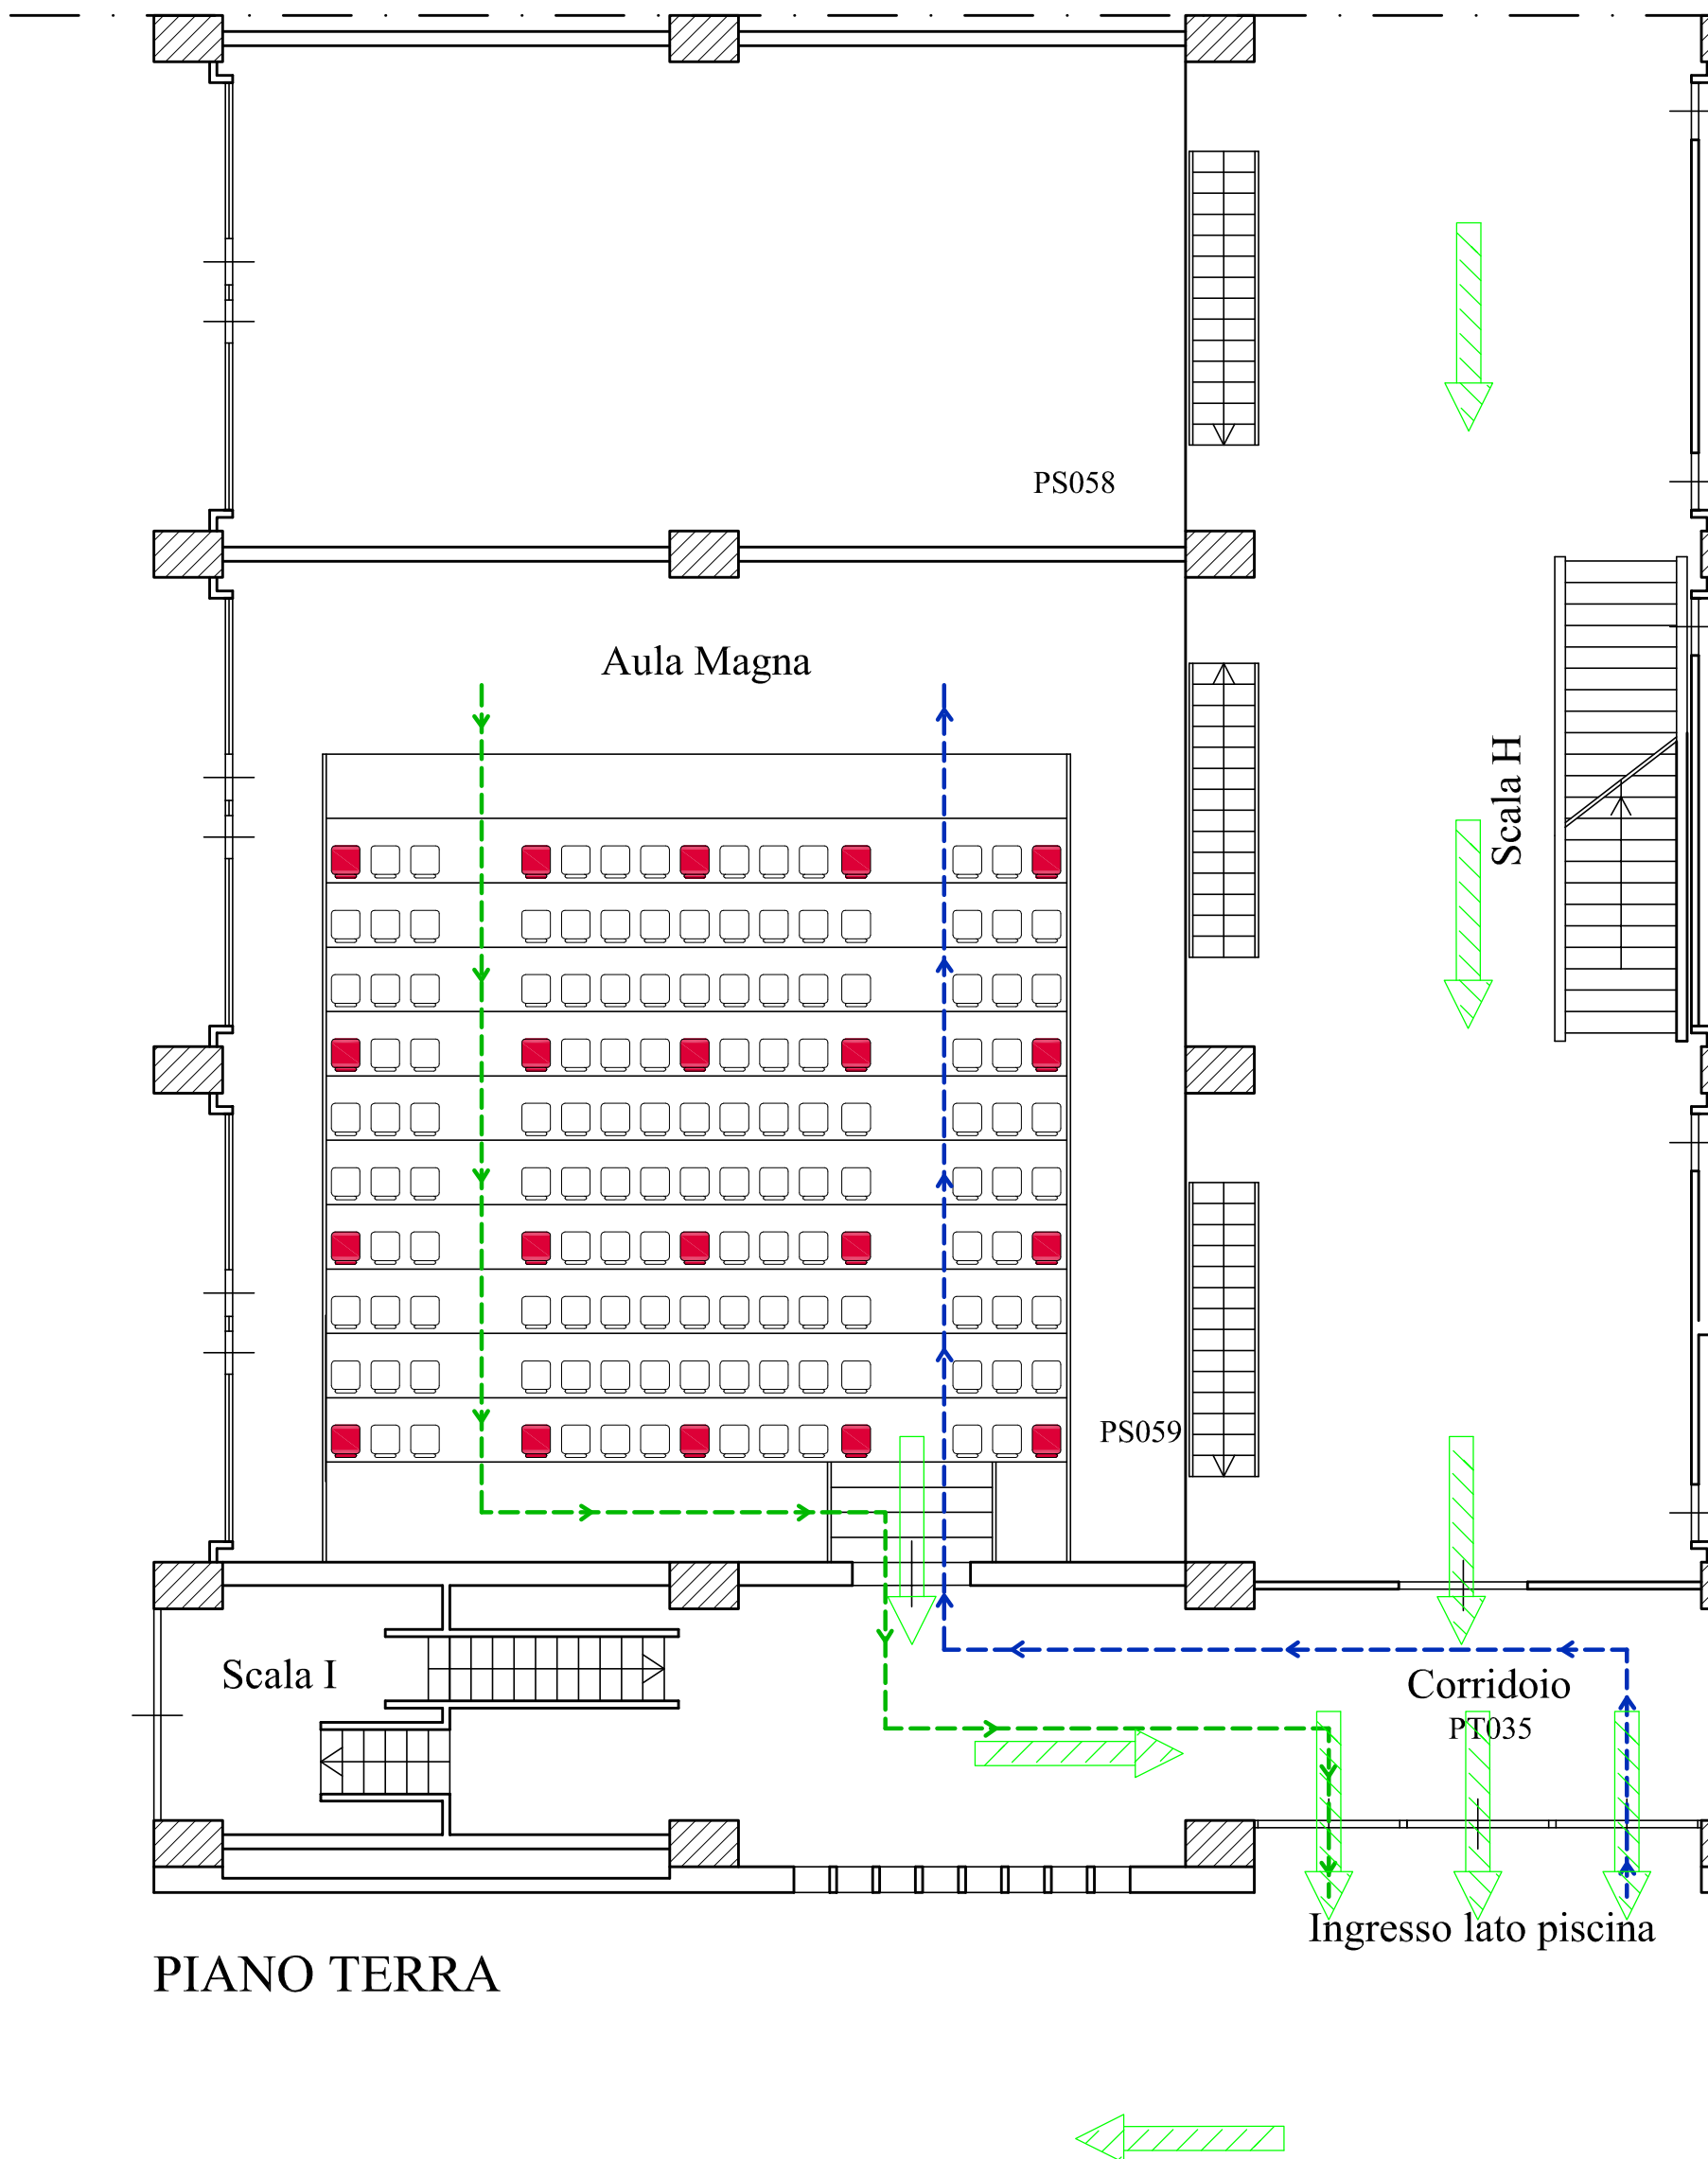 PS058
Aula Magna
Scala H
PS059
Scala I
Corridoio
PT035
Ingresso lato piscina
PIANO TERRA